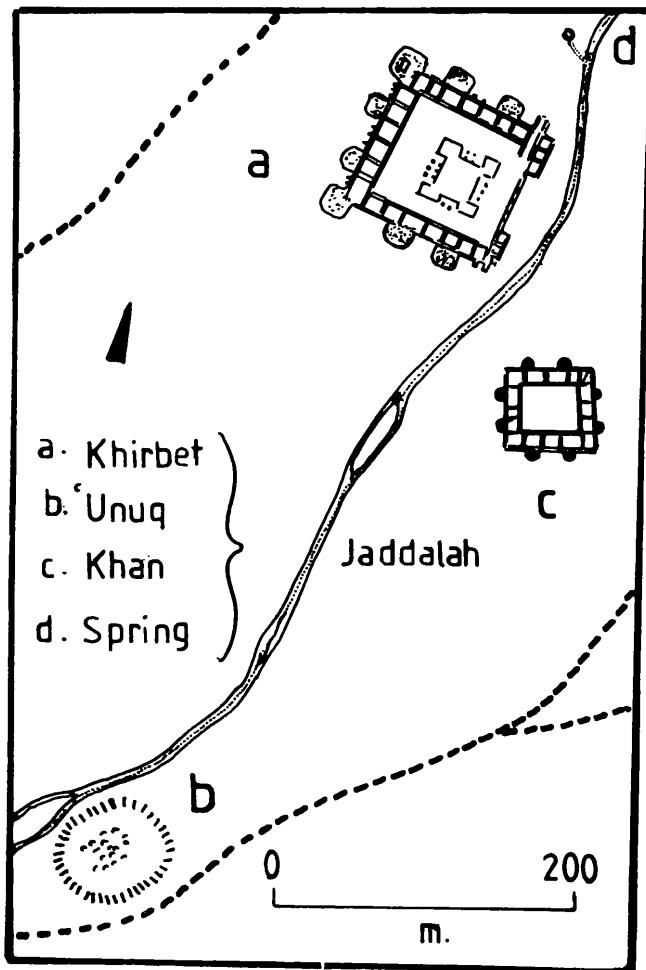 d
a
a. Khirbet
b. ʿUnuq
c. Khan
d. Spring
Jaddalah
c
b
0 200
m.